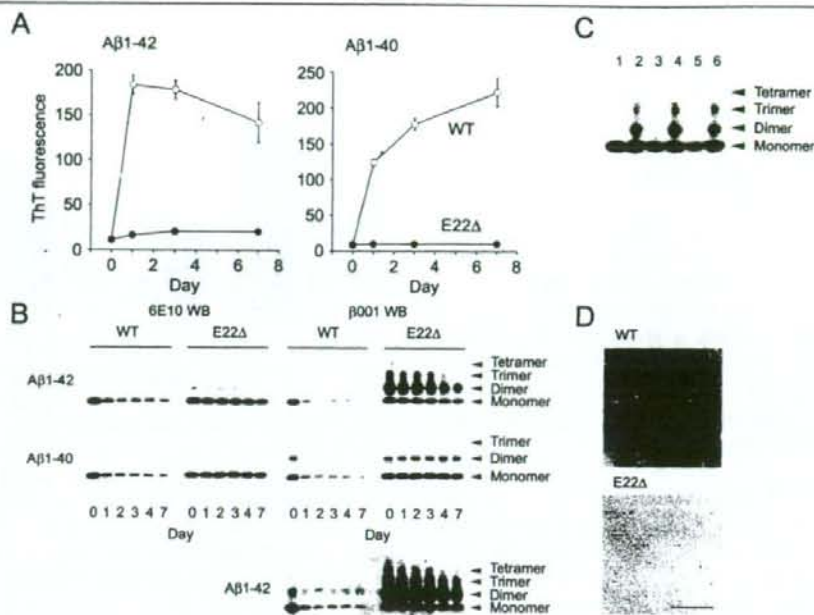 A
Aβ1-42
Aβ1-40
ThT fluorescence
200
150
100
50
0
250
200
150
100
50
0
WT
E22Δ
0 2 4 6 8
0 2 4 6 8
Day
Day
B
6E10 WB
β001 WB
WT
E22Δ
WT
E22Δ
Aβ1-42
Tetramer
Trimer
Dimer
Monomer
Aβ1-40
Trimer
Dimer
Monomer
0 1 2 3 4 7
0 1 2 3 4 7
0 1 2 3 4 7
0 1 2 3 4 7
Day
Day
Aβ1-42
Tetramer
Trimer
Dimer
Monomer
C
1 2 3 4 5 6
Tetramer
Trimer
Dimer
Monomer
D
WT
E22Δ